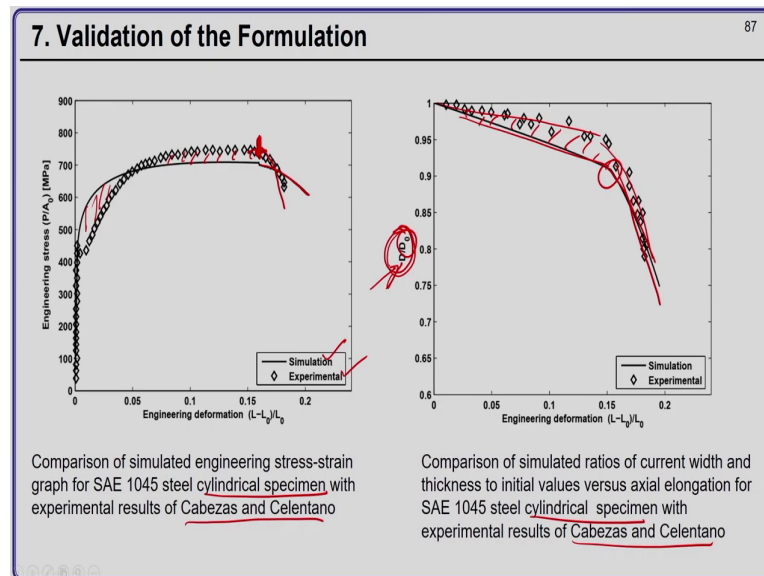 7. Validation of the Formulation
87
900
800
700
600
500
400
300
200
100
0
Engineering stress (P/A0) [MPa]
0
0.05
0.1
0.15
0.2
Engineering deformation (L−L0)/L0
Simulation
Experimental
1
0.95
0.9
0.85
0.8
0.75
0.7
0.65
0.6
D/D0
0
0.05
0.1
0.15
0.2
Engineering deformation (L−L0)/L0
Simulation
Experimental
Comparison of simulated engineering stress-strain
graph for SAE 1045 steel cylindrical specimen with
experimental results of Cabezas and Celentano
Comparison of simulated ratios of current width and
thickness to initial values versus axial elongation for
SAE 1045 steel cylindrical specimen with
experimental results of Cabezas and Celentano